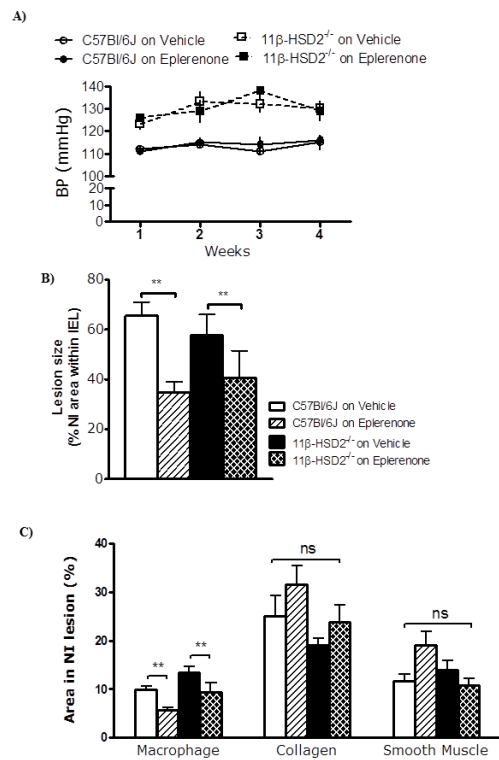 A)
C57Bl/6J on Vehicle
C57Bl/6J on Eplerenone
11β-HSD2-/- on Vehicle
11β-HSD2-/- on Eplerenone
BP (mmHg)
140
130
120
110
100
20
0
1 2 3 4
Weeks
B)
Lesion size
(% NI area within IEL)
80
60
40
20
0
** **
C57Bl/6J on Vehicle
C57Bl/6J on Eplerenone
11β-HSD2-/- on Vehicle
11β-HSD2-/- on Eplerenone
C)
Area in NI lesion (%)
40
30
20
10
0
** **
ns
ns
Macrophage Collagen Smooth Muscle